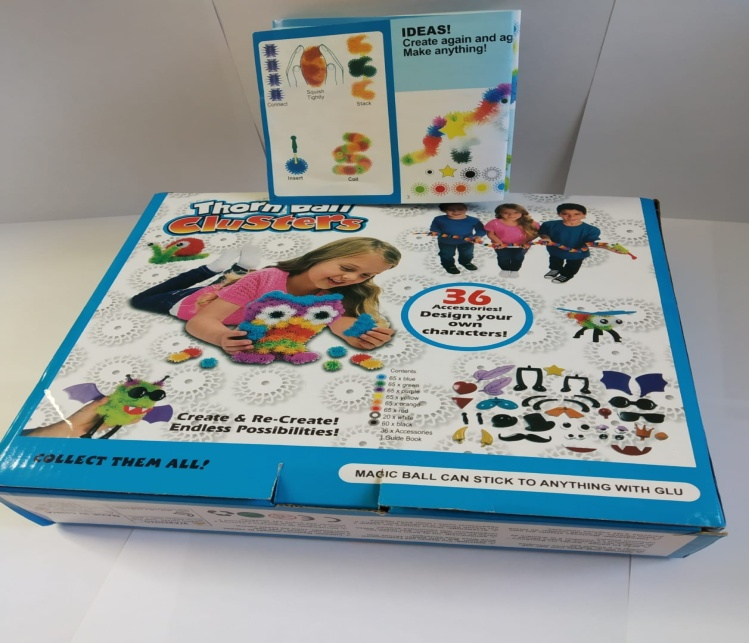 IDEAS!
Create again and ag
Make anything!
Connect
Squish
Tightly
Stack
Insert
Coil
3
Thorn Ball
Clusters
36
Accessories!
Design your
own
characters!
Contents
65 x blue
65 x green
65 x purple
65 x yellow
65 x orange
65 x red
20 x white
60 x black
36 x Accessories
1 Guide Book
Create & Re-Create!
Endless Possibilities!
COLLECT THEM ALL!
MAGIC BALL CAN STICK TO ANYTHING WITH GLU